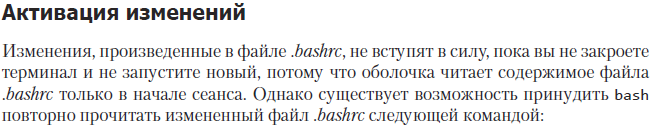 Активация изменений
Изменения, произведенные в файле .bashrc, не вступят в силу, пока вы не закроете
терминал и не запустите новый, потому что оболочка читает содержимое файла
.bashrc только в начале сеанса. Однако существует возможность принудить bash
повторно прочитать измененный файл .bashrc следующей командой: